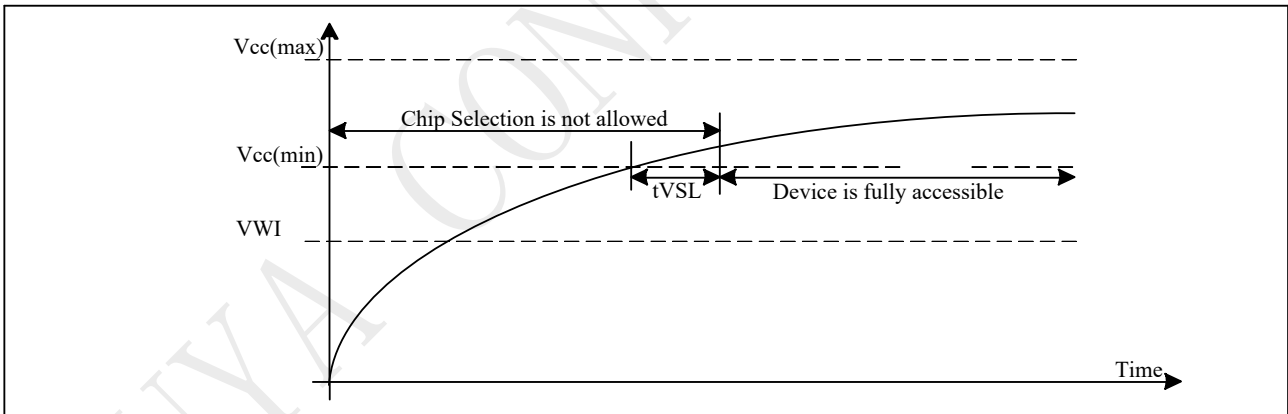 Vcc(max)
Chip Selection is not allowed
Vcc(min)
tVSL
Device is fully accessible
VWI
Time